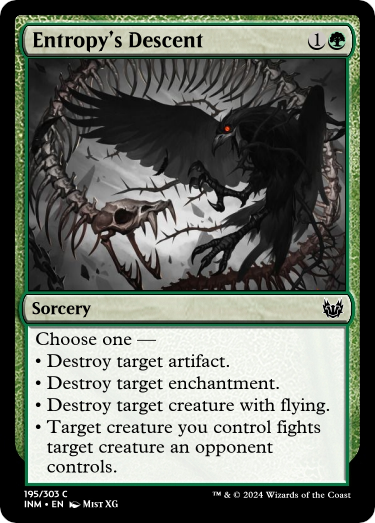 Entropy's Descent 1
Sorcery
Choose one —
• Destroy target artifact.
• Destroy target enchantment.
• Destroy target creature with flying.
• Target creature you control fights
target creature an opponent
controls.
195/303 C
INM • EN Mist XG
™ & © 2024 Wizards of the Coast